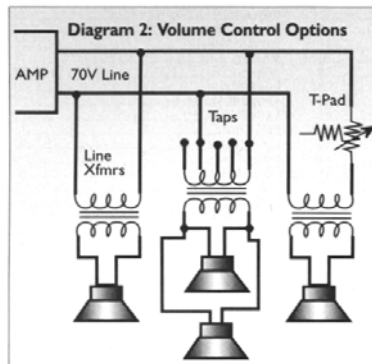 Diagram 2: Volume Control Options
AMP
70V Line
T-Pad
Taps
Line
Xfmrs